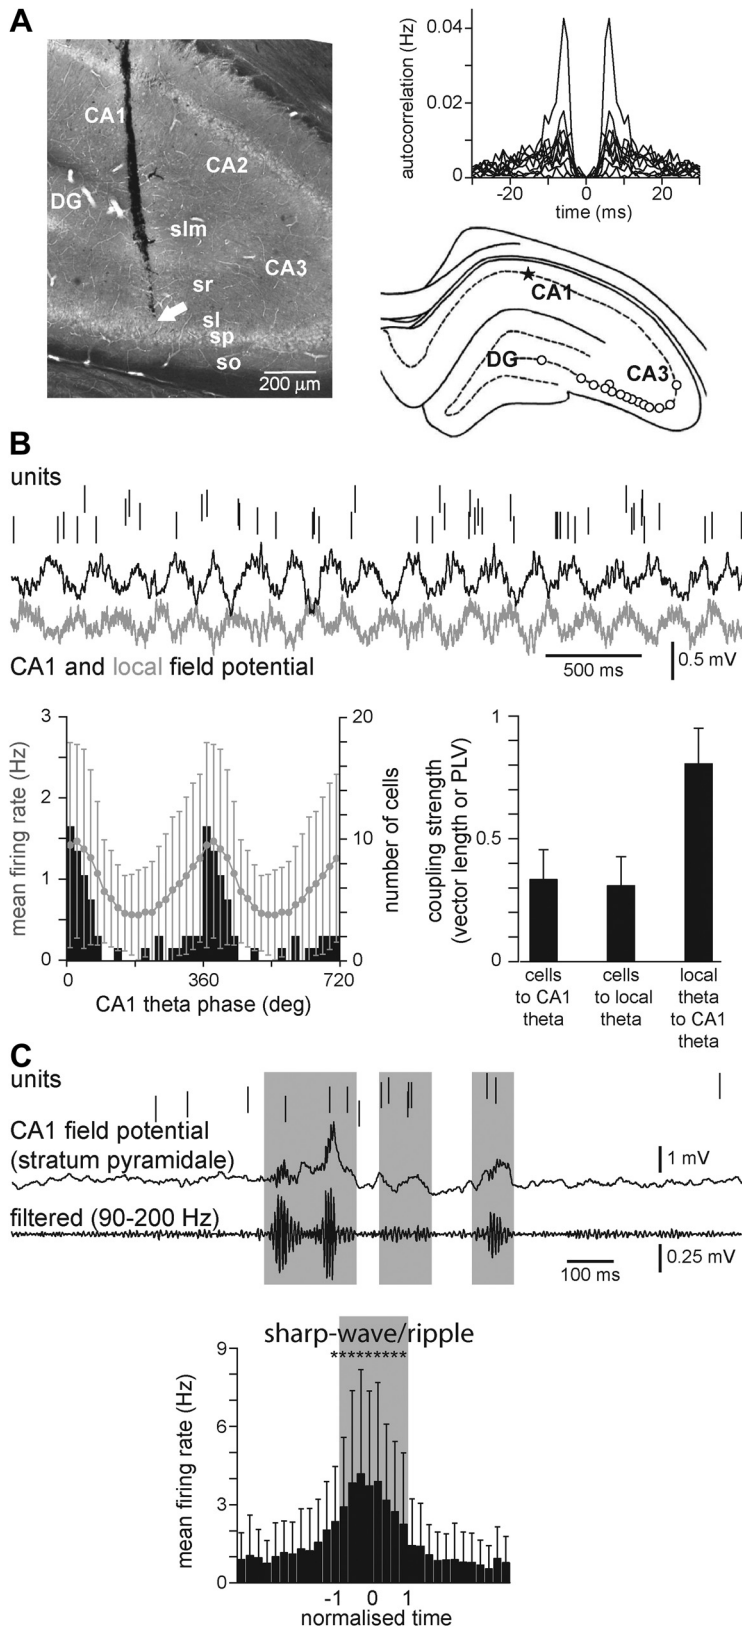 A
CA1
CA2
DG
slm
CA3
sr
sl
sp
so
200 µm
autocorrelation (Hz)
0.04
0.02
0
-20
0
20
time (ms)
CA1
DG
CA3
B
units
CA1 and local field potential
500 ms
0.5 mV
mean firing rate (Hz)
3
2
1
0
20
10
0
number of cells
0
360
720
CA1 theta phase (deg)
coupling strength
(vector length or PLV)
1
0.5
0
cells
to CA1
theta
cells
to local
theta
local
theta
to CA1
theta
C
units
CA1 field potential
(stratum pyramidale)
1 mV
filtered (90-200 Hz)
100 ms
0.25 mV
sharp-wave/ripple
*********
mean firing rate (Hz)
9
6
3
0
-1
0
1
normalised time